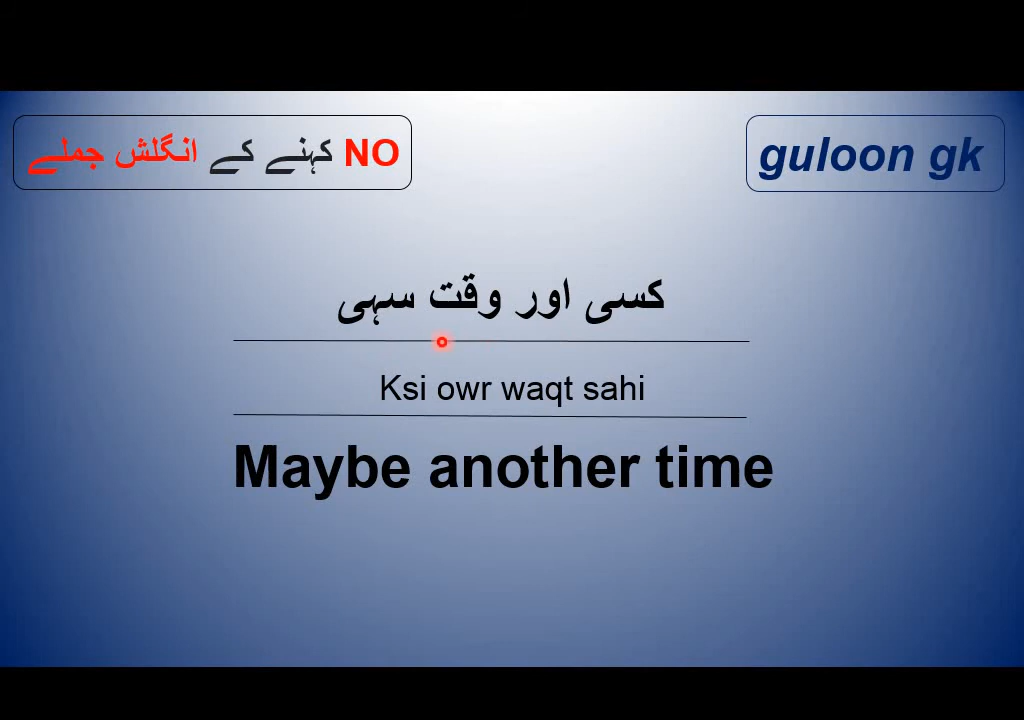 NO کہنے کے انگلش جملے
guloon gk
کسی اور وقت سہی
Ksi owr waqt sahi
Maybe another time